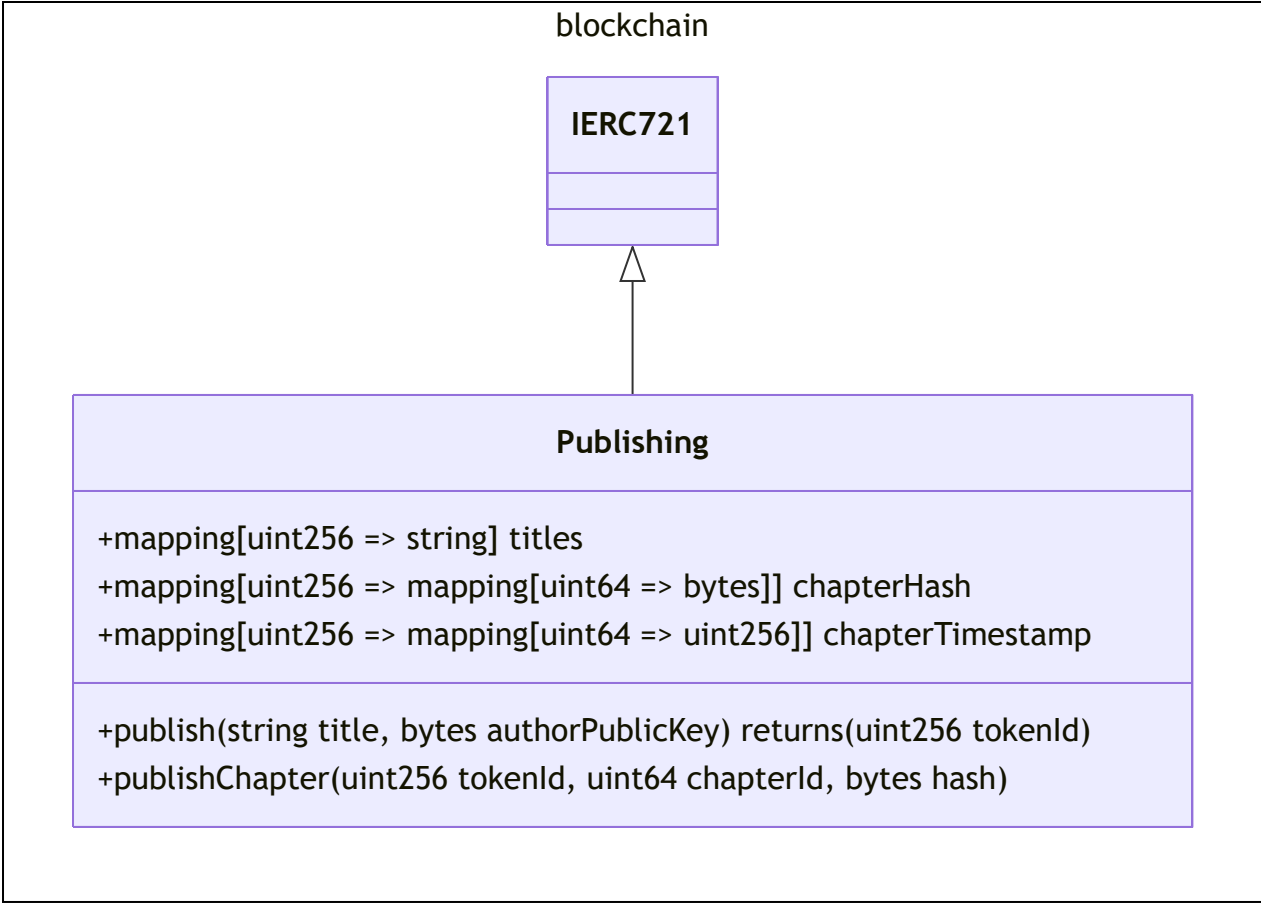 blockchain
IERC721
Publishing
+mapping[uint256 => string] titles
+mapping[uint256 => mapping[uint64 => bytes]] chapterHash
+mapping[uint256 => mapping[uint64 => uint256]] chapterTimestamp
+publish(string title, bytes authorPublicKey) returns(uint256 tokenId)
+publishChapter(uint256 tokenId, uint64 chapterId, bytes hash)